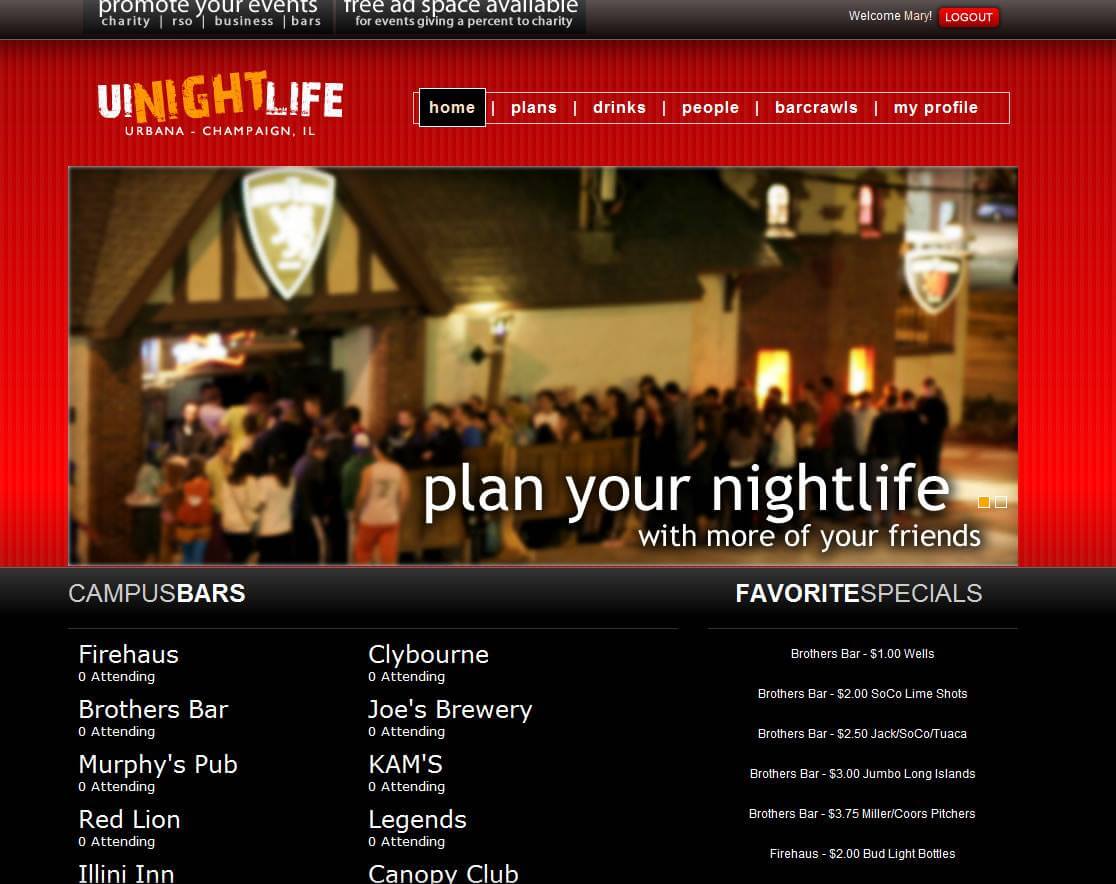 promote your events
charity | rso | business | bars
free ad space available
for events giving a percent to charity
Welcome Mary! LOGOUT
UINIGHTLIFE
URBANA - CHAMPAIGN, IL
home | plans | drinks | people | barcrawls | my profile
plan your nightlife
with more of your friends
CAMPUSBARS
Firehaus
0 Attending
Clybourne
0 Attending
Brothers Bar
0 Attending
Joe's Brewery
0 Attending
Murphy's Pub
0 Attending
KAM'S
0 Attending
Red Lion
0 Attending
Legends
0 Attending
Illini Inn
Canopy Club
FAVORITESPECIALS
Brothers Bar - $1.00 Wells
Brothers Bar - $2.00 SoCo Lime Shots
Brothers Bar - $2.50 Jack/SoCo/Tuaca
Brothers Bar - $3.00 Jumbo Long Islands
Brothers Bar - $3.75 Miller/Coors Pitchers
Firehaus - $2.00 Bud Light Bottles